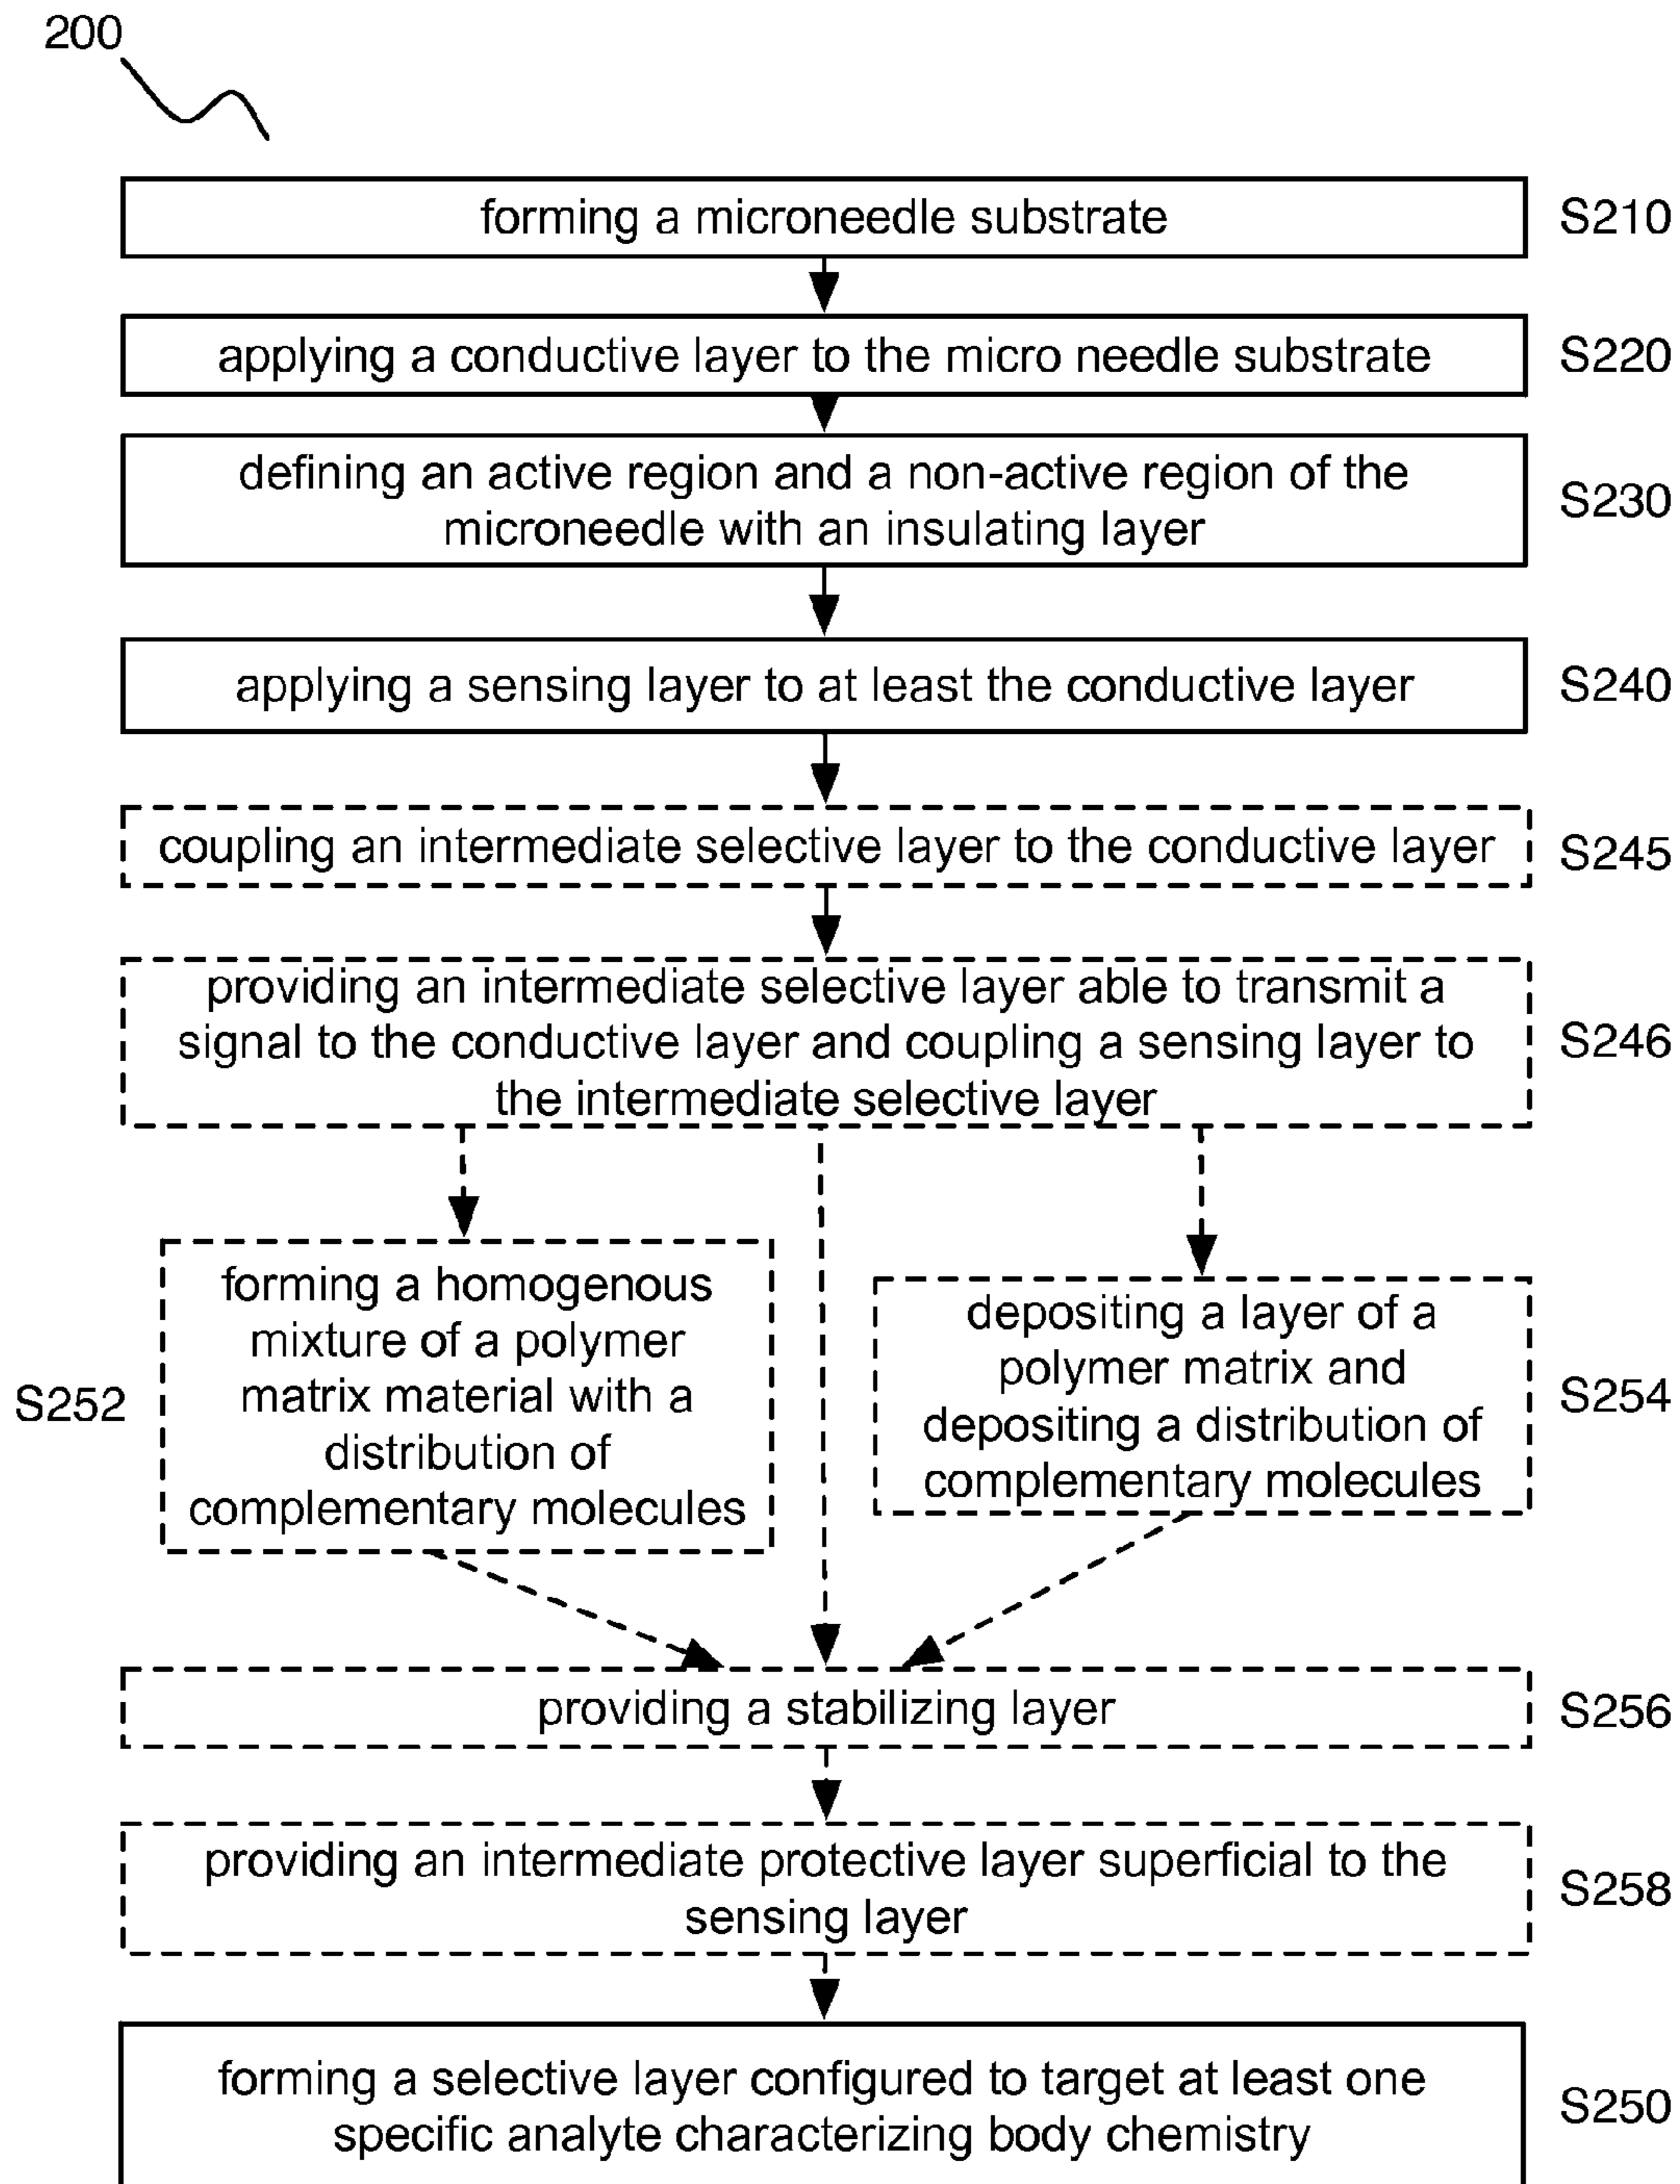 200
forming a microneedle substrate
S210
applying a conductive layer to the micro needle substrate
S220
defining an active region and a non-active region of the
microneedle with an insulating layer
S230
applying a sensing layer to at least the conductive layer
S240
coupling an intermediate selective layer to the conductive layer
S245
providing an intermediate selective layer able to transmit a
signal to the conductive layer and coupling a sensing layer to
the intermediate selective layer
S246
S252
forming a homogenous
mixture of a polymer
matrix material with a
distribution of
complementary molecules
depositing a layer of a
polymer matrix and
depositing a distribution of
complementary molecules
S254
providing a stabilizing layer
S256
providing an intermediate protective layer superficial to the
sensing layer
S258
forming a selective layer configured to target at least one
specific analyte characterizing body chemistry
S250